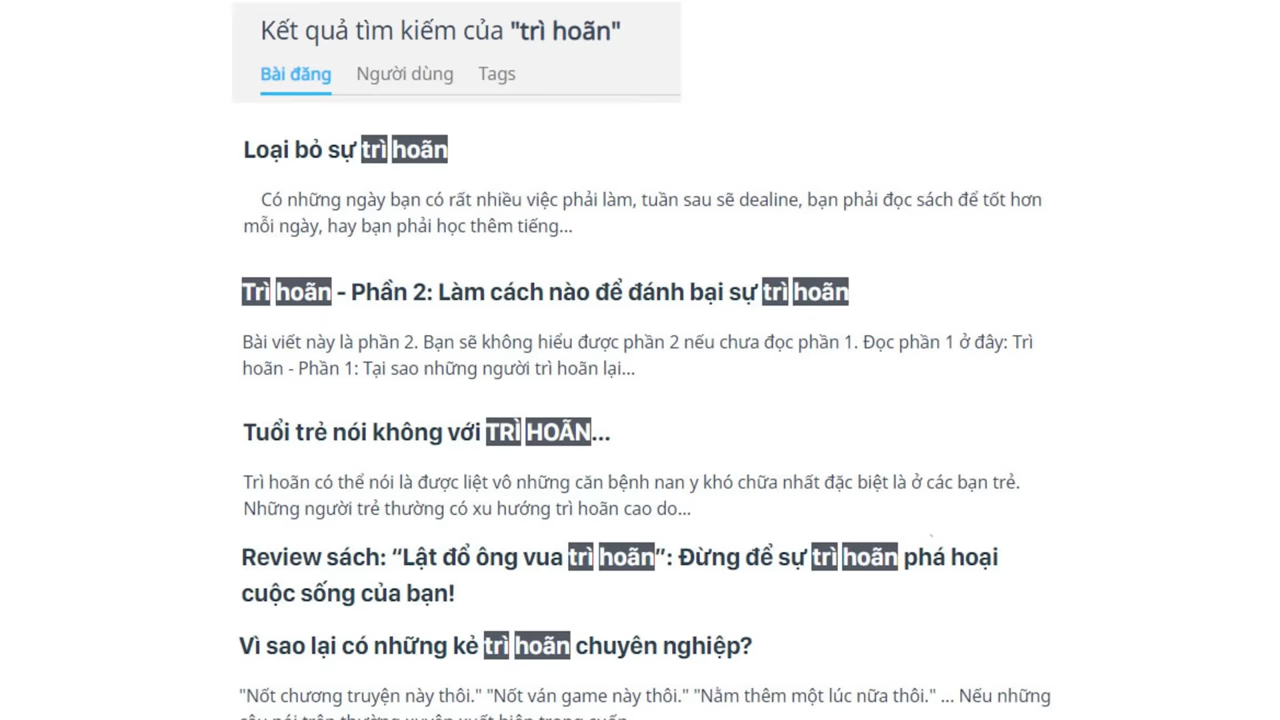 Kết quả tìm kiếm của "trì hoãn"
Bài đăng Người dùng Tags
Loại bỏ sự trì hoãn
Có những ngày bạn có rất nhiều việc phải làm, tuần sau sẽ dealine, bạn phải đọc sách để tốt hơn
mỗi ngày, hay bạn phải học thêm tiếng...
Trì hoãn - Phần 2: Làm cách nào để đánh bại sự trì hoãn
Bài viết này là phần 2. Bạn sẽ không hiểu được phần 2 nếu chưa đọc phần 1. Đọc phần 1 ở đây: Trì
hoãn - Phần 1: Tại sao những người trì hoãn lại...
Tuổi trẻ nói không với TRÌ HOÃN...
Trì hoãn có thể nói là được liệt vô những căn bệnh nan y khó chữa nhất đặc biệt là ở các bạn trẻ.
Những người trẻ thường có xu hướng trì hoãn cao do...
Review sách: “Lật đổ ông vua trì hoãn”: Đừng để sự trì hoãn phá hoại
cuộc sống của bạn!
Vì sao lại có những kẻ trì hoãn chuyên nghiệp?
"Nốt chương truyện này thôi." "Nốt ván game này thôi." "Nằm thêm một lúc nữa thôi." ... Nếu những